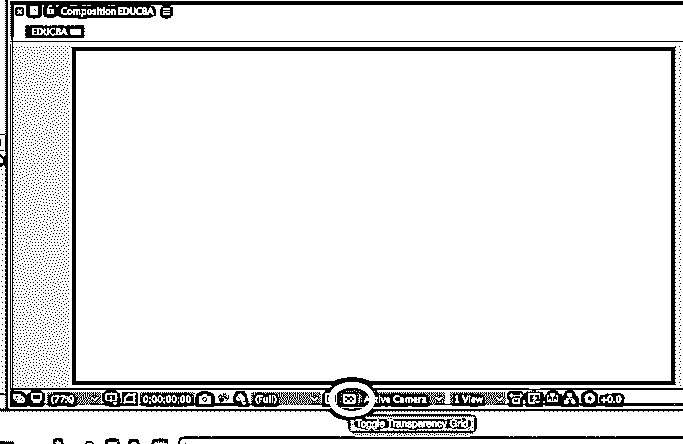 Composition EDUCBA
EDUCBA
(77%) 0;00;00;00 (Full) Active Camera 1 View +0.0
Toggle Transparency Grid